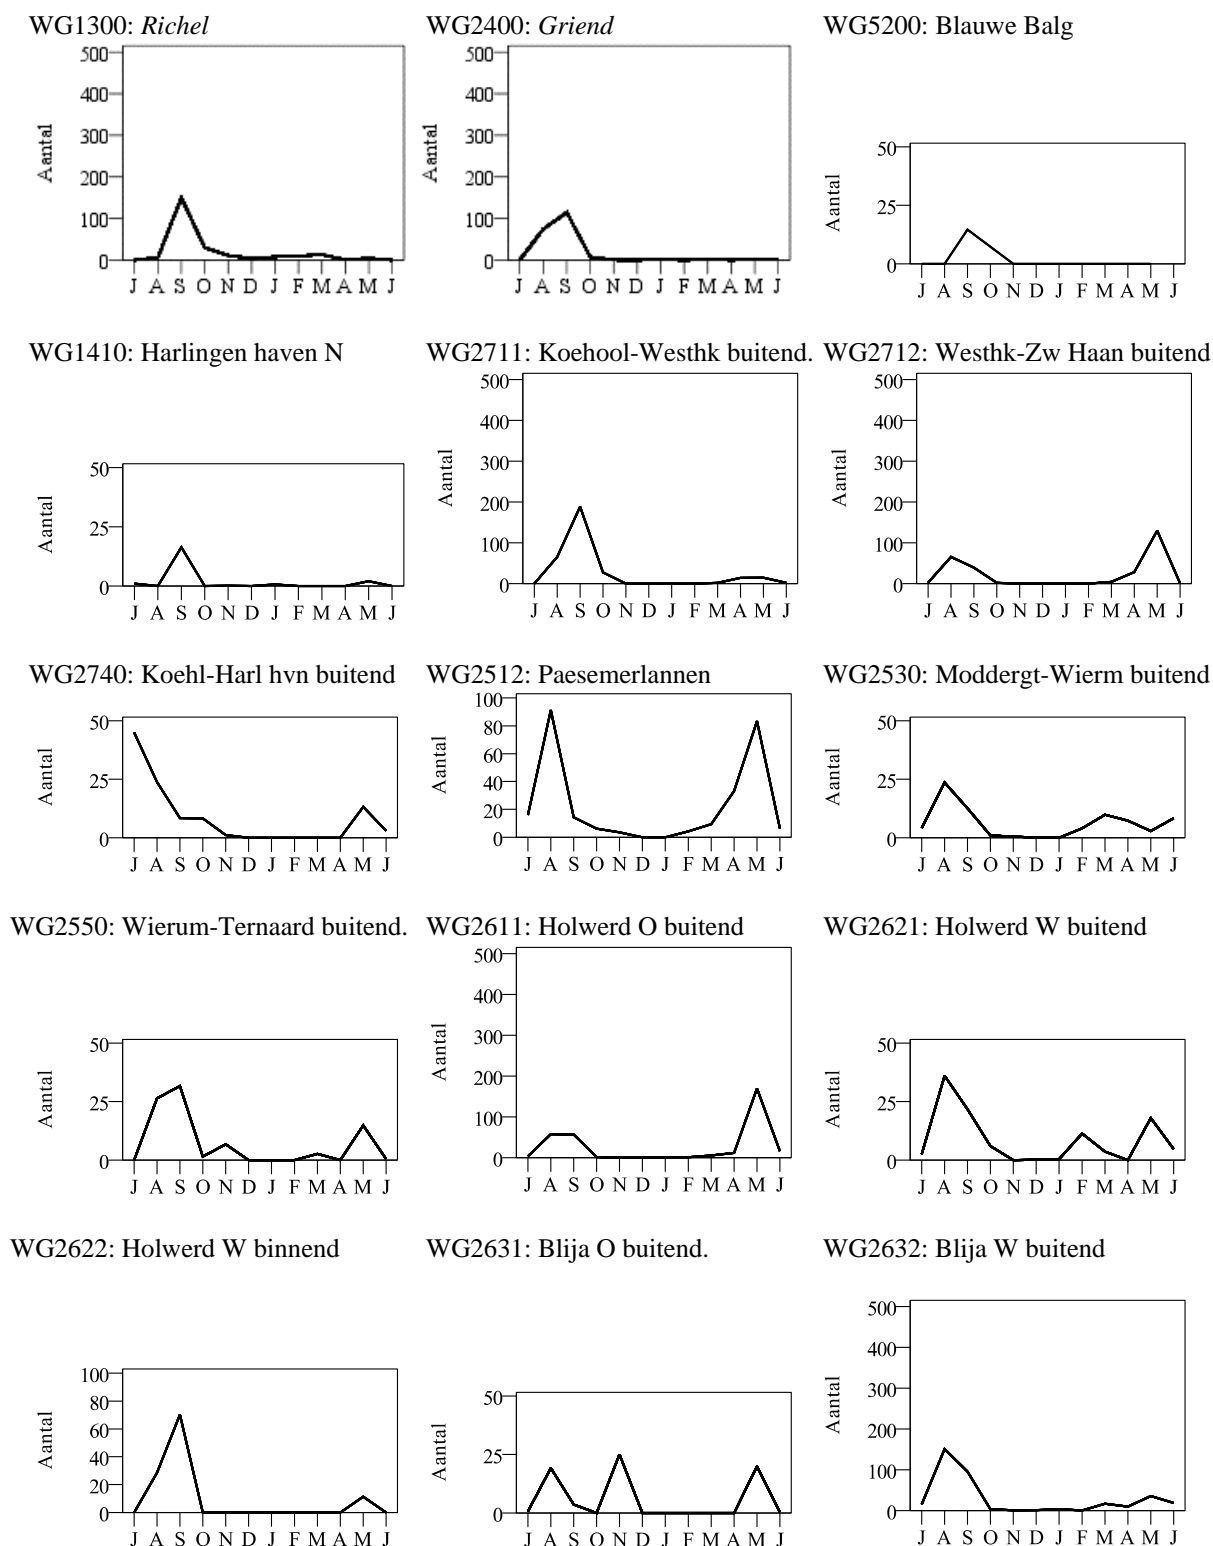 WG1300: Richel
500
400
300
200
100
0
Aantal
J A S O N D J F M A M J
WG2400: Griend
500
400
300
200
100
0
Aantal
J A S O N D J F M A M J
WG5200: Blauwe Balg
50
25
0
Aantal
J A S O N D J F M A M J
WG1410: Harlingen haven N
50
25
0
Aantal
J A S O N D J F M A M J
WG2711: Koehool-Westhk buitend.
500
400
300
200
100
0
Aantal
J A S O N D J F M A M J
WG2712: Westhk-Zw Haan buitend
500
400
300
200
100
0
Aantal
J A S O N D J F M A M J
WG2740: Koehl-Harl hvn buitend
50
25
0
Aantal
J A S O N D J F M A M J
WG2512: Paesemerlannen
100
80
60
40
20
0
Aantal
J A S O N D J F M A M J
WG2530: Moddergt-Wierm buitend
50
25
0
Aantal
J A S O N D J F M A M J
WG2550: Wierum-Ternaard buitend.
50
25
0
Aantal
J A S O N D J F M A M J
WG2611: Holwerd O buitend
500
400
300
200
100
0
Aantal
J A S O N D J F M A M J
WG2621: Holwerd W buitend
50
25
0
Aantal
J A S O N D J F M A M J
WG2622: Holwerd W binnend
100
80
60
40
20
0
Aantal
J A S O N D J F M A M J
WG2631: Blija O buitend.
50
25
0
Aantal
J A S O N D J F M A M J
WG2632: Blija W buitend
500
400
300
200
100
0
Aantal
J A S O N D J F M A M J